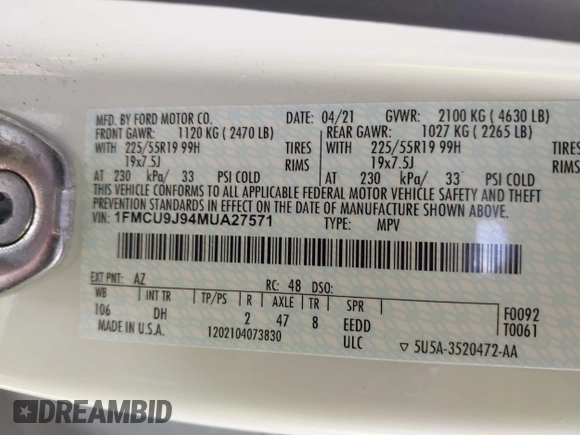 MFD. BY FORD MOTOR CO.
DATE: 04/21 GVWR: 2100 KG ( 4630 LB)
FRONT GAWR: 1120 KG ( 2470 LB)
REAR GAWR: 1027 KG ( 2265 LB)
WITH 225/55R19 99H TIRES
WITH 225/55R19 99H TIRES
19x7.5J RIMS
19x7.5J RIMS
AT 230 kPa/ 33 PSI COLD
AT 230 kPa/ 33 PSI COLD
THIS VEHICLE CONFORMS TO ALL APPLICABLE FEDERAL MOTOR VEHICLE SAFETY AND THEFT
PREVENTION STANDARDS IN EFFECT ON THE DATE OF MANUFACTURE SHOWN ABOVE.
VIN: 1FMCU9J94MUA27571
TYPE: MPV
EXT PNT: AZ RC: 48 DSO:
WB INT TR TP/PS R AXLE TR SPR
106 DH 2 47 8 EEDD
F0092
T0061
MADE IN U.S.A. 1202104073830 ULC
▽ 5U5A-3520472-AA
DREAMBID